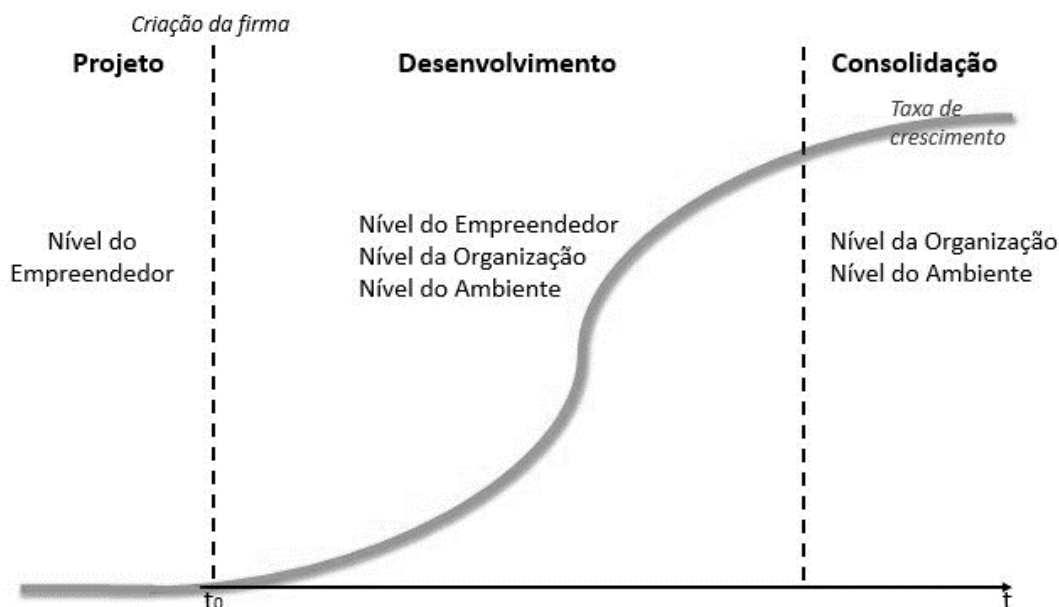 Criação da firma
Projeto
Desenvolvimento
Consolidação
Taxa de
crescimento
Nível do
Empreendedor
Nível do Empreendedor
Nível da Organização
Nível do Ambiente
Nível da Organização
Nível do Ambiente
t₀
t